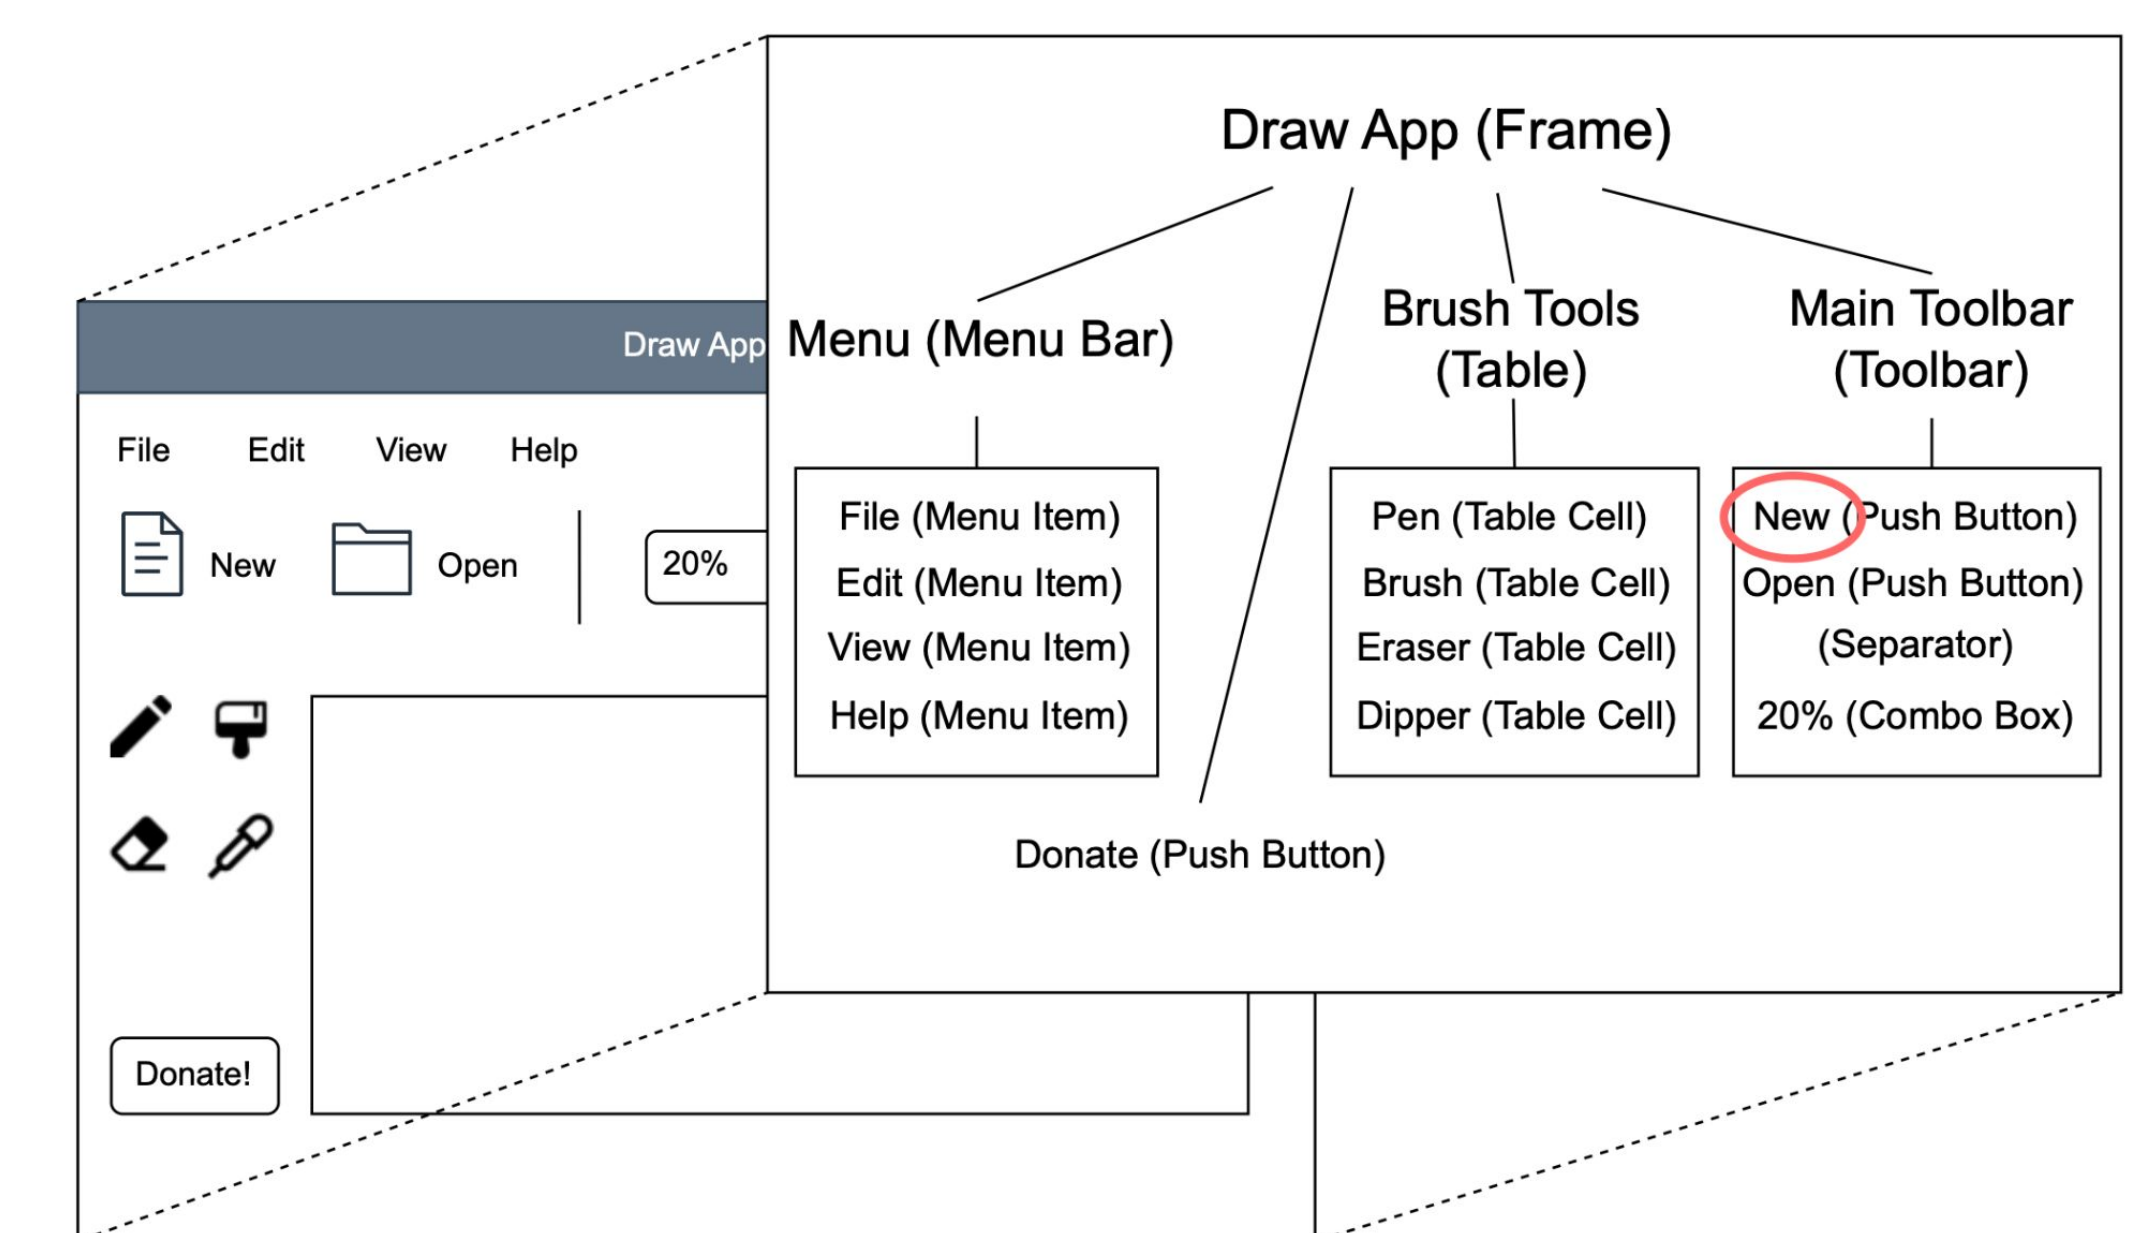 Draw App (Frame)
Menu (Menu Bar)
Brush Tools
(Table)
Main Toolbar
(Toolbar)
File (Menu Item)
Edit (Menu Item)
View (Menu Item)
Help (Menu Item)
Pen (Table Cell)
Brush (Table Cell)
Eraser (Table Cell)
Dipper (Table Cell)
New (Push Button)
Open (Push Button)
(Separator)
20% (Combo Box)
Donate (Push Button)
Draw App
File Edit View Help
New Open 20%
Donate!